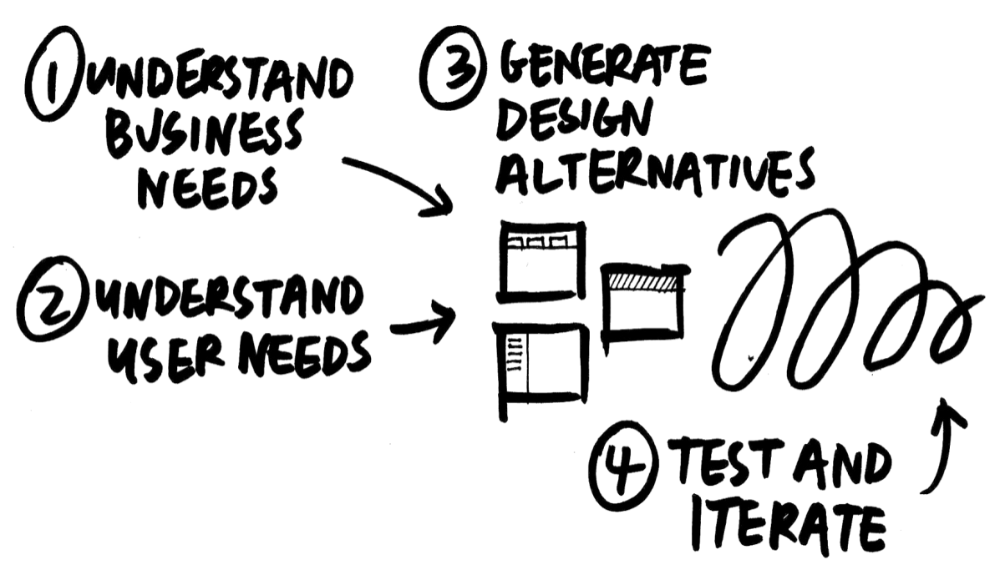 1 UNDERSTAND
BUSINESS
NEEDS
2 UNDERSTAND
USER NEEDS
3 GENERATE
DESIGN
ALTERNATIVES
4 TEST AND
ITERATE